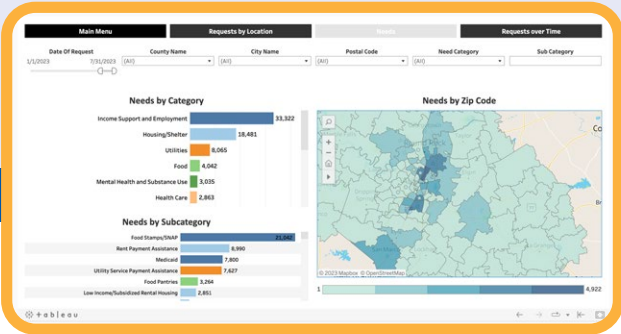 Main Menu
Requests by Location
Needs
Requests over Time
Date Of Request
County Name
City Name
Postal Code
Need Category
Sub Category
1/1/2023
7/31/2023
(All)
(All)
(All)
(All)
Needs by Category
Income Support and Employment 33,322
Housing/Shelter 18,481
Utilities 8,065
Food 4,042
Mental Health and Substance Use 3,035
Health Care 2,863
Needs by Subcategory
Food Stamps/SNAP 21,042
Rent Payment Assistance 8,990
Medicaid 7,800
Utility Service Payment Assistance 7,627
Food Pantries 3,264
Low Income/Subsidized Rental Housing 2,851
Needs by Zip Code
Co
© 2023 Mapbox © OpenStreetMap
1
4,922
+ableau